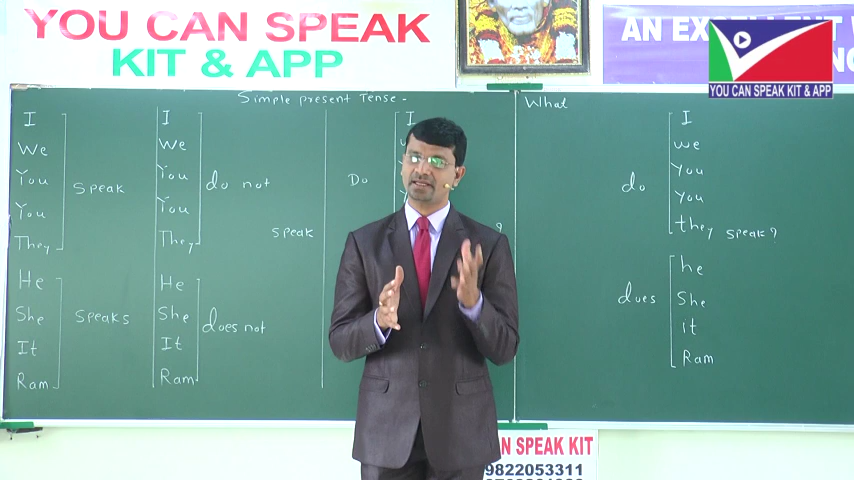 YOU CAN SPEAK
KIT & APP
AN EXCELLENT
YOU CAN SPEAK KIT & APP
Simple present Tense -
I
We
You
You
They
Speak
He
She
It
Ram
Speaks
I
We
You
You
They
do not
He
She
It
Ram
does not
speak
Do
I
?
What
do
I
we
you
you
they
speak?
does
he
She
it
Ram
N SPEAK KIT
9822053311